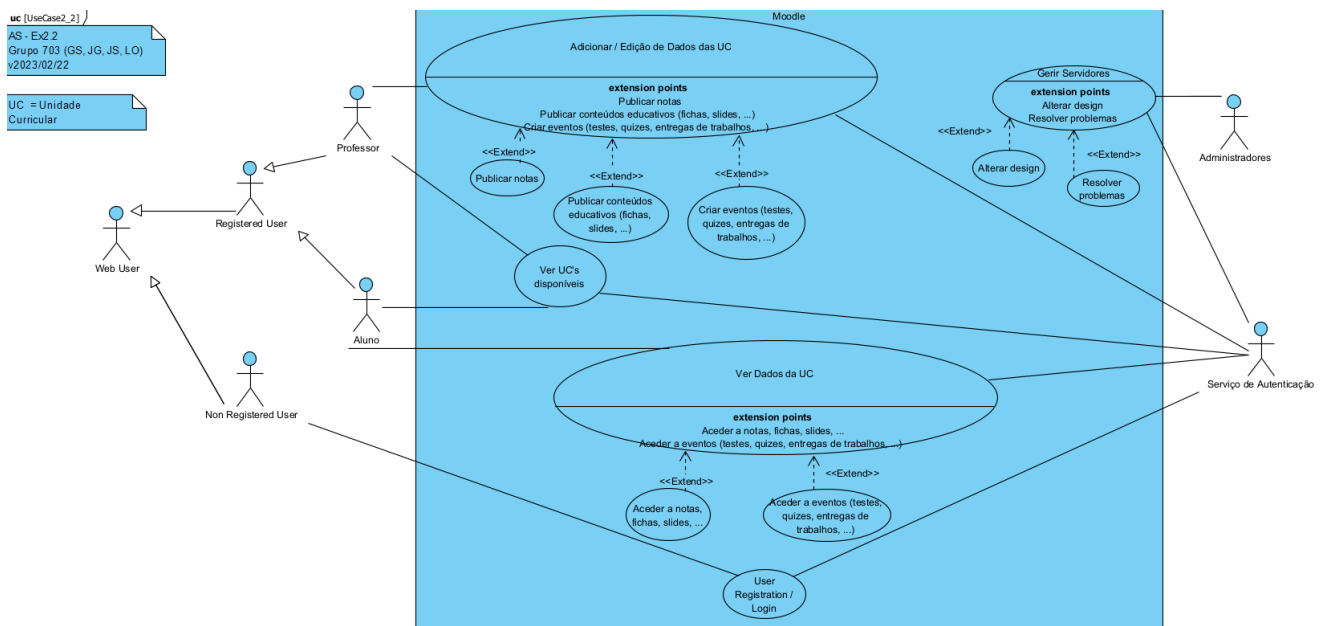 uc [UseCase2_2]
AS - Ex2.2
Grupo 703 (GS, JG, JS, LO)
v2023/02/22
UC = Unidade
Curricular
Moodle
Adicionar / Edição de Dados das UC
extension points
Publicar notas
Publicar conteúdos educativos (fichas, slides, ...)
Criar eventos (testes, quizes, entregas de trabalhos, ...)
Gerir Servidores
extension points
Alterar design
Resolver problemas
Professor
Administradores
<<Extend>>
Publicar notas
<<Extend>>
Publicar conteúdos
educativos (fichas,
slides, ...)
<<Extend>>
Criar eventos (testes,
quizes, entregas de
trabalhos, ...)
<<Extend>>
Alterar design
<<Extend>>
Resolver
problemas
Registered User
Web User
Ver UC's
disponíveis
Aluno
Non Registered User
Serviço de Autenticação
Ver Dados da UC
extension points
Aceder a notas, fichas, slides, ...
Aceder a eventos (testes, quizes, entregas de trabalhos, ...)
<<Extend>>
Aceder a notas,
fichas, slides, ...
<<Extend>>
Aceder a eventos (testes,
quizes, entregas de
trabalhos, ...)
User
Registration /
Login